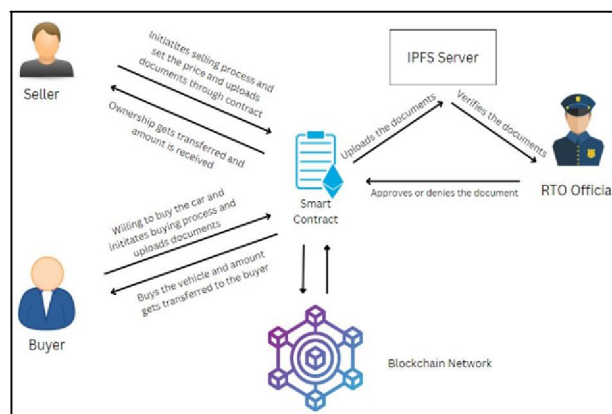 Initiatites selling process and
set the price and uploads
documents through contract
Seller
Ownership gets transferred and
amount is received
IPFS Server
Uploads the documents
Verifies the documents
RTO Official
Approves or denies the document
Smart
Contract
Willing to buy the car and
inititates buying process and
uploads documents
Buys the vehicle and amount
gets transferred to the buyer
Buyer
Blockchain Network